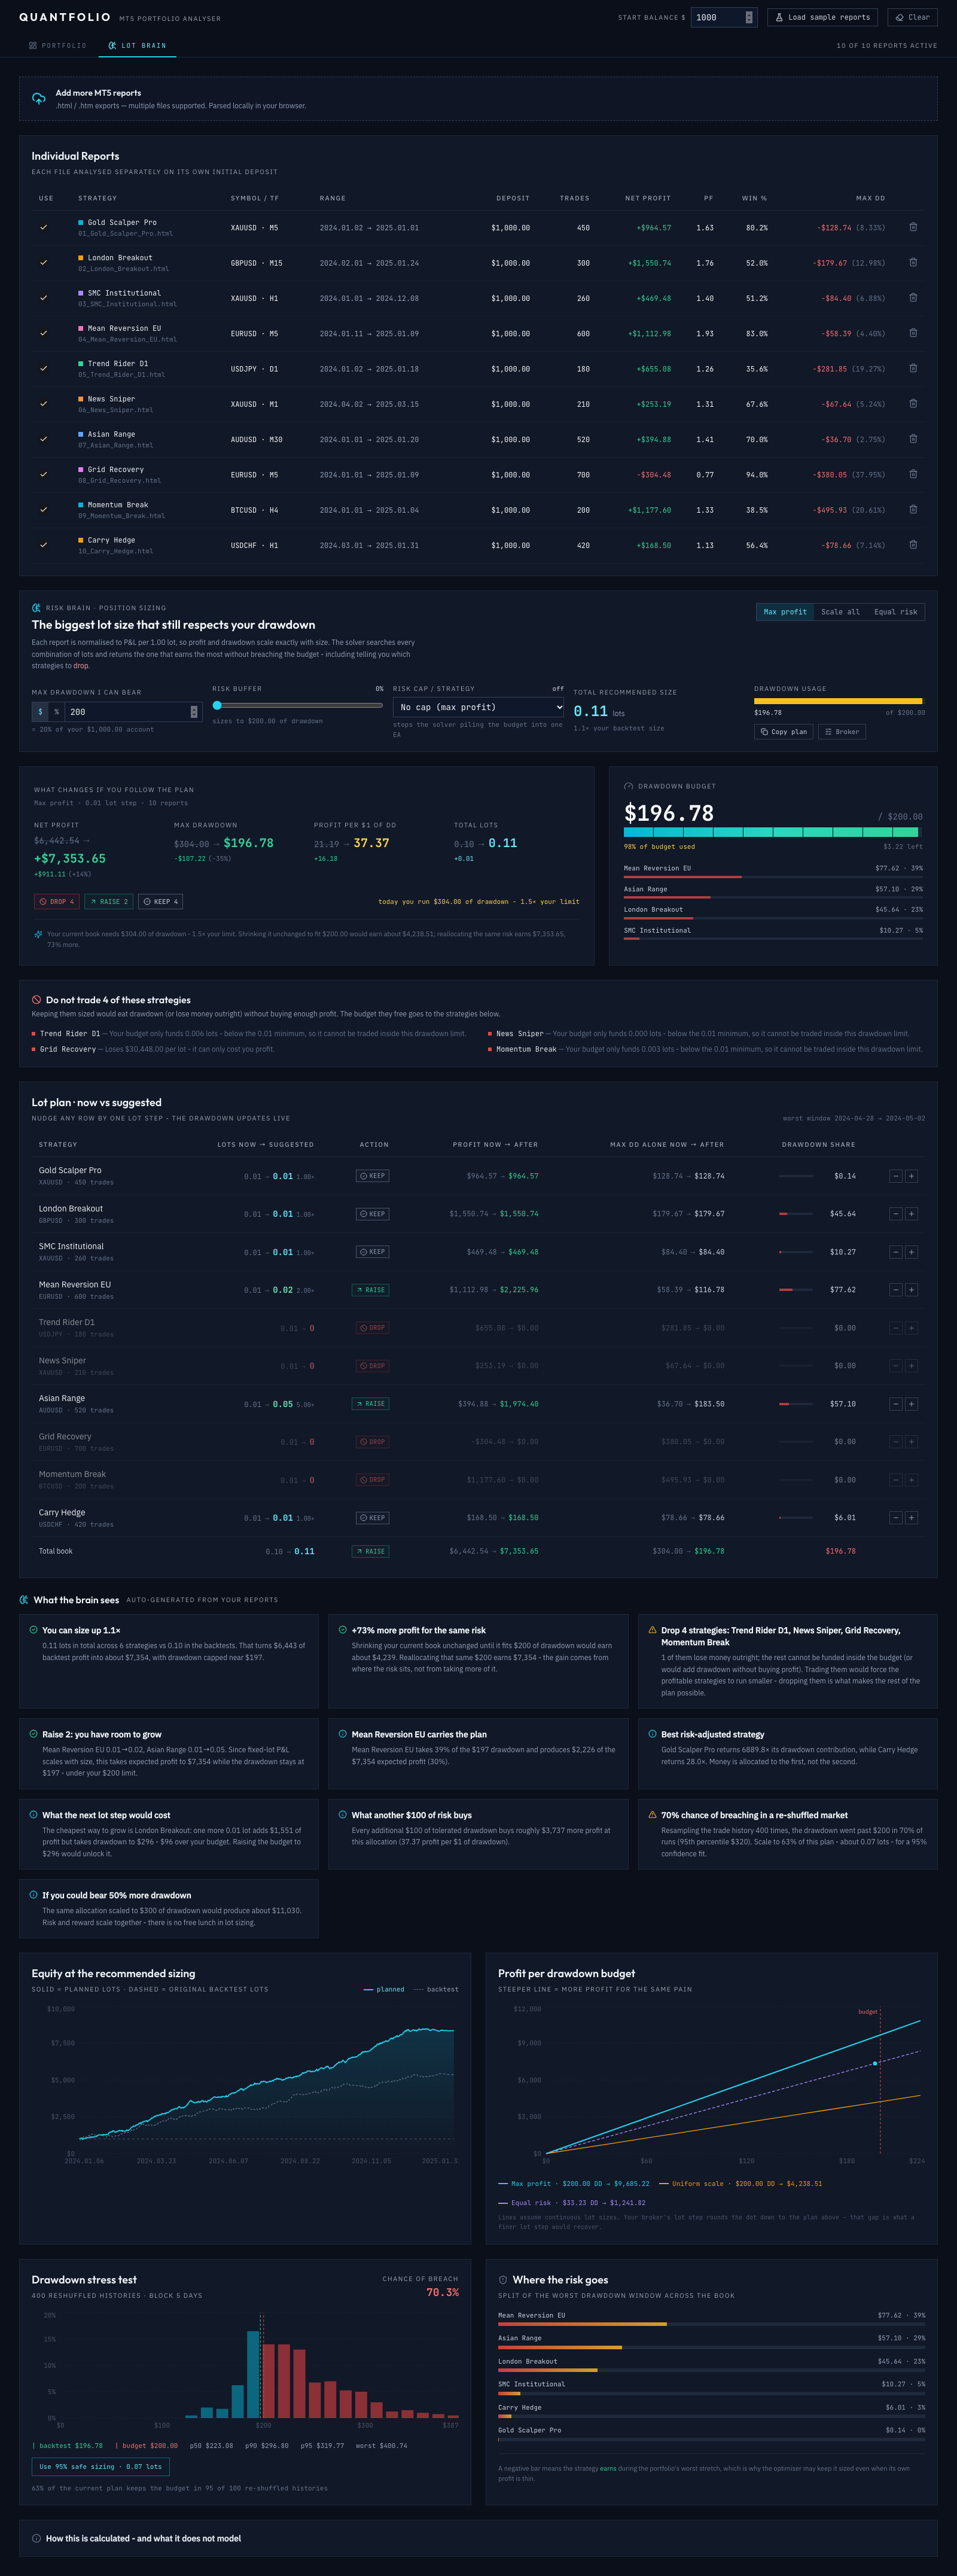 QUANTFOLIO MT5 PORTFOLIO ANALYSER
START BALANCE $ 1000 Load sample reports Clear
PORTFOLIO LOT BRAIN 10 OF 10 REPORTS ACTIVE
Add more MT5 reports
.html / .htm exports — multiple files supported. Parsed locally in your browser.
Individual Reports
EACH FILE ANALYSED SEPARATELY ON ITS OWN INITIAL DEPOSIT
USE STRATEGY SYMBOL / TF RANGE DEPOSIT TRADES NET PROFIT PF WIN % MAX DD
Gold Scalper Pro XAUUSD · M5 2024.01.02 → 2025.01.01 $1,000.00 450 +$964.57 1.63 80.2% -$128.74 (8.33%)
01_Gold_Scalper_Pro.html
London Breakout GBPUSD · M15 2024.02.01 → 2025.01.24 $1,000.00 300 +$1,550.74 1.76 52.0% -$179.67 (12.98%)
02_London_Breakout.html
SMC Institutional XAUUSD · H1 2024.01.01 → 2024.12.08 $1,000.00 260 +$469.48 1.40 51.2% -$84.40 (6.88%)
03_SMC_Institutional.html
Mean Reversion EU EURUSD · M5 2024.01.11 → 2025.01.09 $1,000.00 600 +$1,112.98 1.93 83.0% -$58.39 (4.40%)
04_Mean_Reversion_EU.html
Trend Rider D1 USDJPY · D1 2024.01.02 → 2025.01.18 $1,000.00 180 +$655.08 1.26 35.6% -$281.85 (19.27%)
05_Trend_Rider_D1.html
News Sniper XAUUSD · M1 2024.04.02 → 2025.03.15 $1,000.00 210 +$253.19 1.31 67.6% -$67.64 (5.24%)
06_News_Sniper.html
Asian Range AUDUSD · M30 2024.01.01 → 2025.01.20 $1,000.00 520 +$394.88 1.41 70.0% -$36.70 (2.75%)
07_Asian_Range.html
Grid Recovery EURUSD · M5 2024.01.01 → 2025.01.09 $1,000.00 700 -$304.48 0.77 94.0% -$380.05 (37.95%)
08_Grid_Recovery.html
Momentum Break BTCUSD · H4 2024.01.01 → 2025.01.04 $1,000.00 200 +$1,177.60 1.33 38.5% -$495.93 (20.61%)
09_Momentum_Break.html
Carry Hedge USDCHF · H1 2024.03.01 → 2025.01.31 $1,000.00 420 +$168.50 1.13 56.4% -$78.66 (7.14%)
10_Carry_Hedge.html
RISK BRAIN · POSITION SIZING
Max profit Scale all Equal risk
The biggest lot size that still respects your drawdown
Each report is normalised to P&L per 1.00 lot, so profit and drawdown scale exactly with size. The solver searches every
combination of lots and returns the one that earns the most without breaching the budget - including telling you which
strategies to drop.
MAX DRAWDOWN I CAN BEAR
$ % 200
≈ 20% of your $1,000.00 account
RISK BUFFER 0%
sizes to $200.00 of drawdown
RISK CAP / STRATEGY off
No cap (max profit)
stops the solver piling the budget into one
EA
TOTAL RECOMMENDED SIZE
0.11 lots
1.1× your backtest size
DRAWDOWN USAGE
$196.78 of $200.00
Copy plan Broker
WHAT CHANGES IF YOU FOLLOW THE PLAN
Max profit · 0.01 lot step · 10 reports
NET PROFIT
$6,442.54 →
+$7,353.65
+$911.11 (+14%)
MAX DRAWDOWN
$304.00 → $196.78
-$107.22 (-35%)
PROFIT PER $1 OF DD
21.19 → 37.37
+16.18
TOTAL LOTS
0.10 → 0.11
+0.01
DROP 4 RAISE 2 KEEP 4 today you run $304.00 of drawdown - 1.5× your limit
Your current book needs $304.00 of drawdown - 1.5× your limit. Shrinking it unchanged to fit $200.00 would earn about $4,238.51; reallocating the same risk earns $7,353.65,
73% more.
DRAWDOWN BUDGET
$196.78 / $200.00
98% of budget used $3.22 left
Mean Reversion EU $77.62 · 39%
Asian Range $57.10 · 29%
London Breakout $45.64 · 23%
SMC Institutional $10.27 · 5%
Do not trade 4 of these strategies
Keeping them sized would eat drawdown (or lose money outright) without buying enough profit. The budget they free goes to the strategies below.
Trend Rider D1 — Your budget only funds 0.006 lots - below the 0.01 minimum, so it cannot be traded inside this drawdown limit.
News Sniper — Your budget only funds 0.000 lots - below the 0.01 minimum, so it cannot be traded inside this drawdown limit.
Grid Recovery — Loses $30,448.00 per lot - it can only cost you profit.
Momentum Break — Your budget only funds 0.003 lots - below the 0.01 minimum, so it cannot be traded inside this drawdown limit.
Lot plan · now vs suggested
NUDGE ANY ROW BY ONE LOT STEP - THE DRAWDOWN UPDATES LIVE worst window 2024-04-28 → 2024-05-02
STRATEGY LOTS NOW → SUGGESTED ACTION PROFIT NOW → AFTER MAX DD ALONE NOW → AFTER DRAWDOWN SHARE
Gold Scalper Pro 0.01 → 0.01 1.00× KEEP $964.57 → $964.57 $128.74 → $128.74 $0.14 − +
XAUUSD · 450 trades
London Breakout 0.01 → 0.01 1.00× KEEP $1,550.74 → $1,550.74 $179.67 → $179.67 $45.64 − +
GBPUSD · 300 trades
SMC Institutional 0.01 → 0.01 1.00× KEEP $469.48 → $469.48 $84.40 → $84.40 $10.27 − +
XAUUSD · 260 trades
Mean Reversion EU 0.01 → 0.02 2.00× RAISE $1,112.98 → $2,225.96 $58.39 → $116.78 $77.62 − +
EURUSD · 600 trades
Trend Rider D1 0.01 → 0 DROP $655.08 → $0.00 $281.85 → $0.00 $0.00 − +
USDJPY · 180 trades
News Sniper 0.01 → 0 DROP $253.19 → $0.00 $67.64 → $0.00 $0.00 − +
XAUUSD · 210 trades
Asian Range 0.01 → 0.05 5.00× RAISE $394.88 → $1,974.40 $36.70 → $183.50 $57.10 − +
AUDUSD · 520 trades
Grid Recovery 0.01 → 0 DROP -$304.48 → $0.00 $380.05 → $0.00 $0.00 − +
EURUSD · 700 trades
Momentum Break 0.01 → 0 DROP $1,177.60 → $0.00 $495.93 → $0.00 $0.00 − +
BTCUSD · 200 trades
Carry Hedge 0.01 → 0.01 1.00× KEEP $168.50 → $168.50 $78.66 → $78.66 $6.01 − +
USDCHF · 420 trades
Total book 0.10 → 0.11 RAISE $6,442.54 → $7,353.65 $304.00 → $196.78 $196.78
What the brain sees AUTO-GENERATED FROM YOUR REPORTS
You can size up 1.1×
0.11 lots in total across 6 strategies vs 0.10 in the backtests. That turns $6,443 of
backtest profit into about $7,354, with drawdown capped near $197.
+73% more profit for the same risk
Shrinking your current book unchanged until it fits $200 of drawdown would earn
about $4,239. Reallocating that same $200 earns $7,354 - the gain comes from
where the risk sits, not from taking more of it.
Drop 4 strategies: Trend Rider D1, News Sniper, Grid Recovery,
Momentum Break
1 of them lose money outright; the rest cannot be funded inside the budget (or
would add drawdown without buying profit). Trading them would force the
profitable strategies to run smaller - dropping them is what makes the rest of the
plan possible.
Raise 2: you have room to grow
Mean Reversion EU 0.01→0.02, Asian Range 0.01→0.05. Since fixed-lot P&L
scales with size, this takes expected profit to $7,354 while the drawdown stays at
$197 - under your $200 limit.
Mean Reversion EU carries the plan
Mean Reversion EU takes 39% of the $197 drawdown and produces $2,226 of the
$7,354 expected profit (30%).
Best risk-adjusted strategy
Gold Scalper Pro returns 6889.8× its drawdown contribution, while Carry Hedge
returns 28.0×. Money is allocated to the first, not the second.
What the next lot step would cost
The cheapest way to grow is London Breakout: one more 0.01 lot adds $1,551 of
profit but takes drawdown to $296 - $96 over your budget. Raising the budget to
$296 would unlock it.
What another $100 of risk buys
Every additional $100 of tolerated drawdown buys roughly $3,737 more profit at
this allocation (37.37 profit per $1 of drawdown).
70% chance of breaching in a re-shuffled market
Resampling the trade history 400 times, the drawdown went past $200 in 70% of
runs (95th percentile $320). Scale to 63% of this plan - about 0.07 lots - for a 95%
confidence fit.
If you could bear 50% more drawdown
The same allocation scaled to $300 of drawdown would produce about $11,030.
Risk and reward scale together - there is no free lunch in lot sizing.
Equity at the recommended sizing
SOLID = PLANNED LOTS · DASHED = ORIGINAL BACKTEST LOTS planned backtest
$10,000
$7,500
$5,000
$2,500
$0
2024.01.06 2024.01.23 2024.06.07 2024.08.22 2024.11.05 2025.01.3
Profit per drawdown budget
STEEPER LINE = MORE PROFIT FOR THE SAME PAIN
$12,000
budget
$9,000
$6,000
$3,000
$0
$0 $60 $120 $180 $224
Max profit · $200.00 DD → $9,685.22 Uniform scale · $200.00 DD → $4,238.51
Equal risk · $33.23 DD → $1,241.82
Lines assume continuous lot sizes. Your broker's lot step rounds the dot down to the plan above - that gap is what a
finer lot step would recover.
Drawdown stress test
400 RESHUFFLED HISTORIES · BLOCK 5 DAYS
CHANCE OF BREACH
70.3%
20%
15%
10%
5%
0%
$0 $100 $200 $300 $387
backtest $196.78 budget $200.00 p50 $223.08 p90 $296.80 p95 $319.77 worst $400.74
Use 95% safe sizing · 0.07 lots
63% of the current plan keeps the budget in 95 of 100 re-shuffled histories
Where the risk goes
SPLIT OF THE WORST DRAWDOWN WINDOW ACROSS THE BOOK
Mean Reversion EU $77.62 · 39%
Asian Range $57.10 · 29%
London Breakout $45.64 · 23%
SMC Institutional $10.27 · 5%
Carry Hedge $6.01 · 3%
Gold Scalper Pro $0.14 · 0%
A negative bar means the strategy earns during the portfolio's worst stretch, which is why the optimiser may keep it sized even when its own
profit is thin.
How this is calculated - and what it does not model